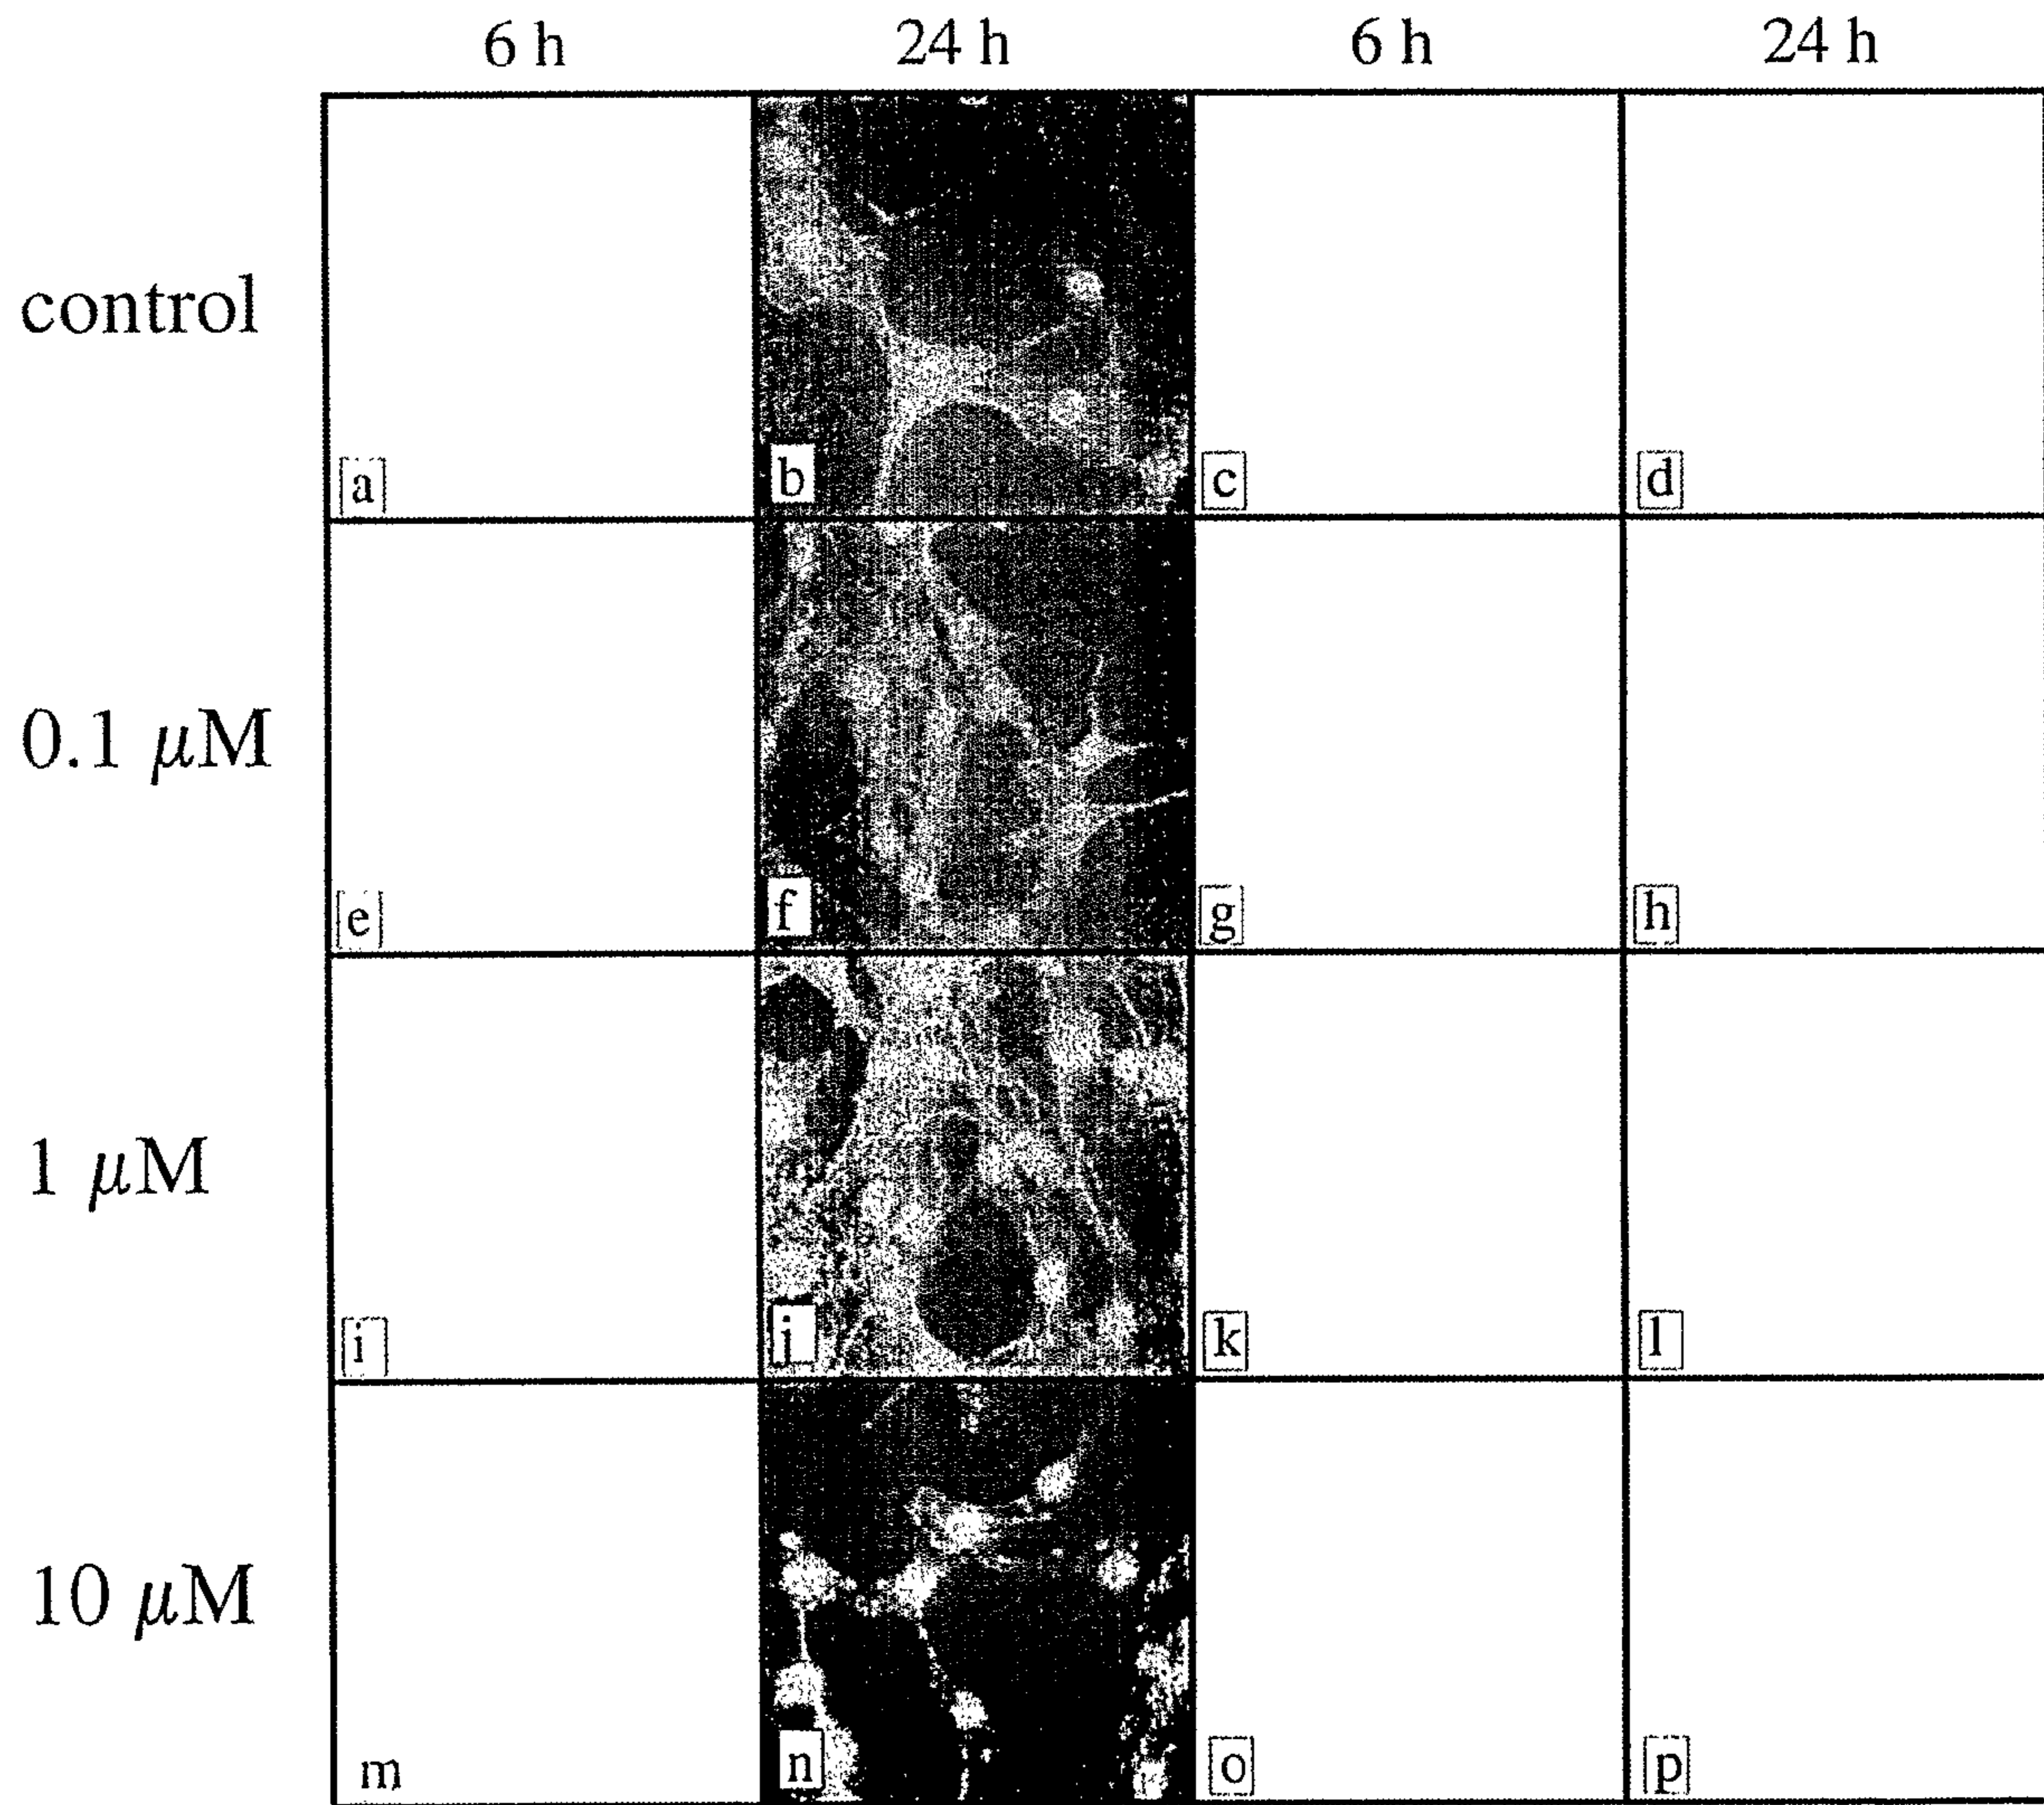 6 h 24 h 6 h 24 h
control
a b c d
0.1 μM
e f g h
1 μM
i j k l
10 μM
m n o p